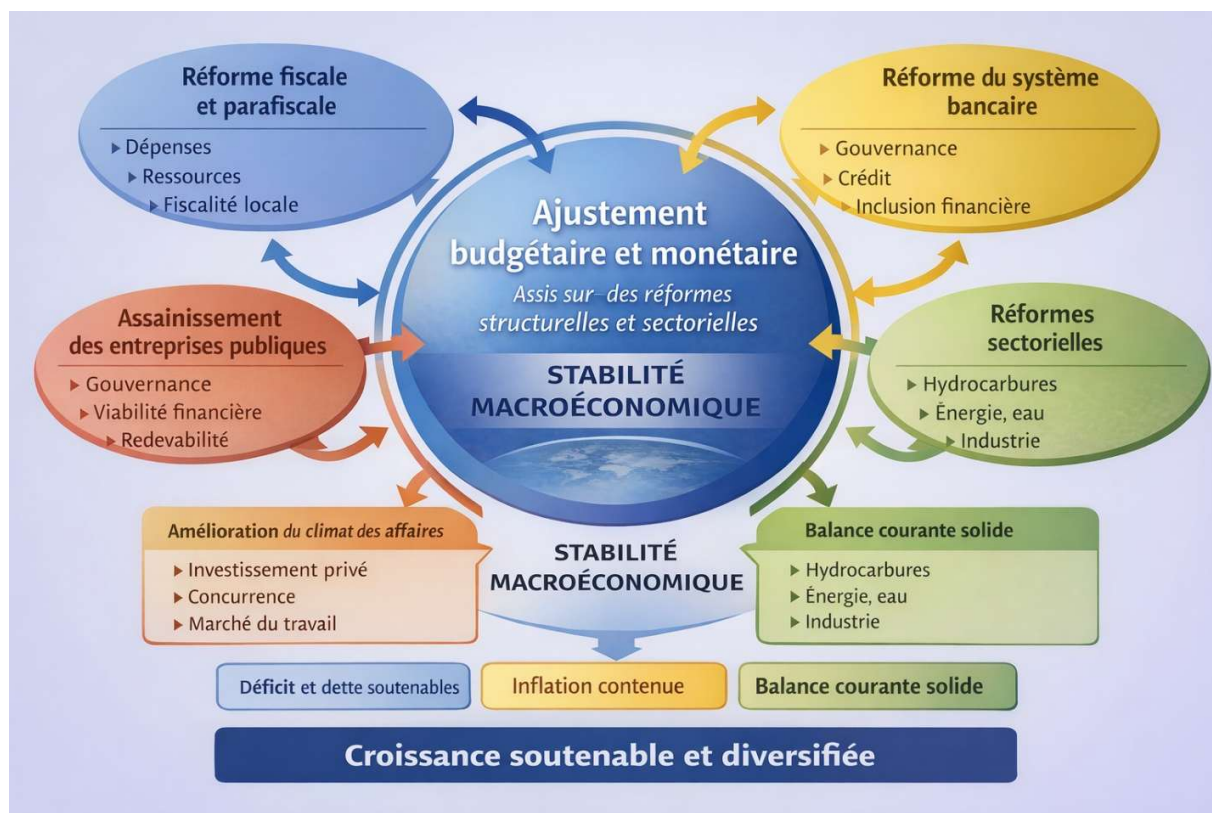 Réforme fiscale
et parafiscale
▸ Dépenses
▸ Ressources
▸ Fiscalité locale
Réforme du système
bancaire
▸ Gouvernance
▸ Crédit
▸ Inclusion financière
Ajustement
budgétaire et monétaire
Assis sur des réformes
structurelles et sectorielles
STABILITÉ
MACROÉCONOMIQUE
Assainissement
des entreprises publiques
▸ Gouvernance
▸ Viabilité financière
▸ Redevabilité
Réformes
sectorielles
▸ Hydrocarbures
▸ Énergie, eau
▸ Industrie
Amélioration du climat des affaires
▸ Investissement privé
▸ Concurrence
▸ Marché du travail
STABILITÉ
MACROÉCONOMIQUE
Balance courante solide
▸ Hydrocarbures
▸ Énergie, eau
▸ Industrie
Déficit et dette soutenables
Inflation contenue
Balance courante solide
Croissance soutenable et diversifiée